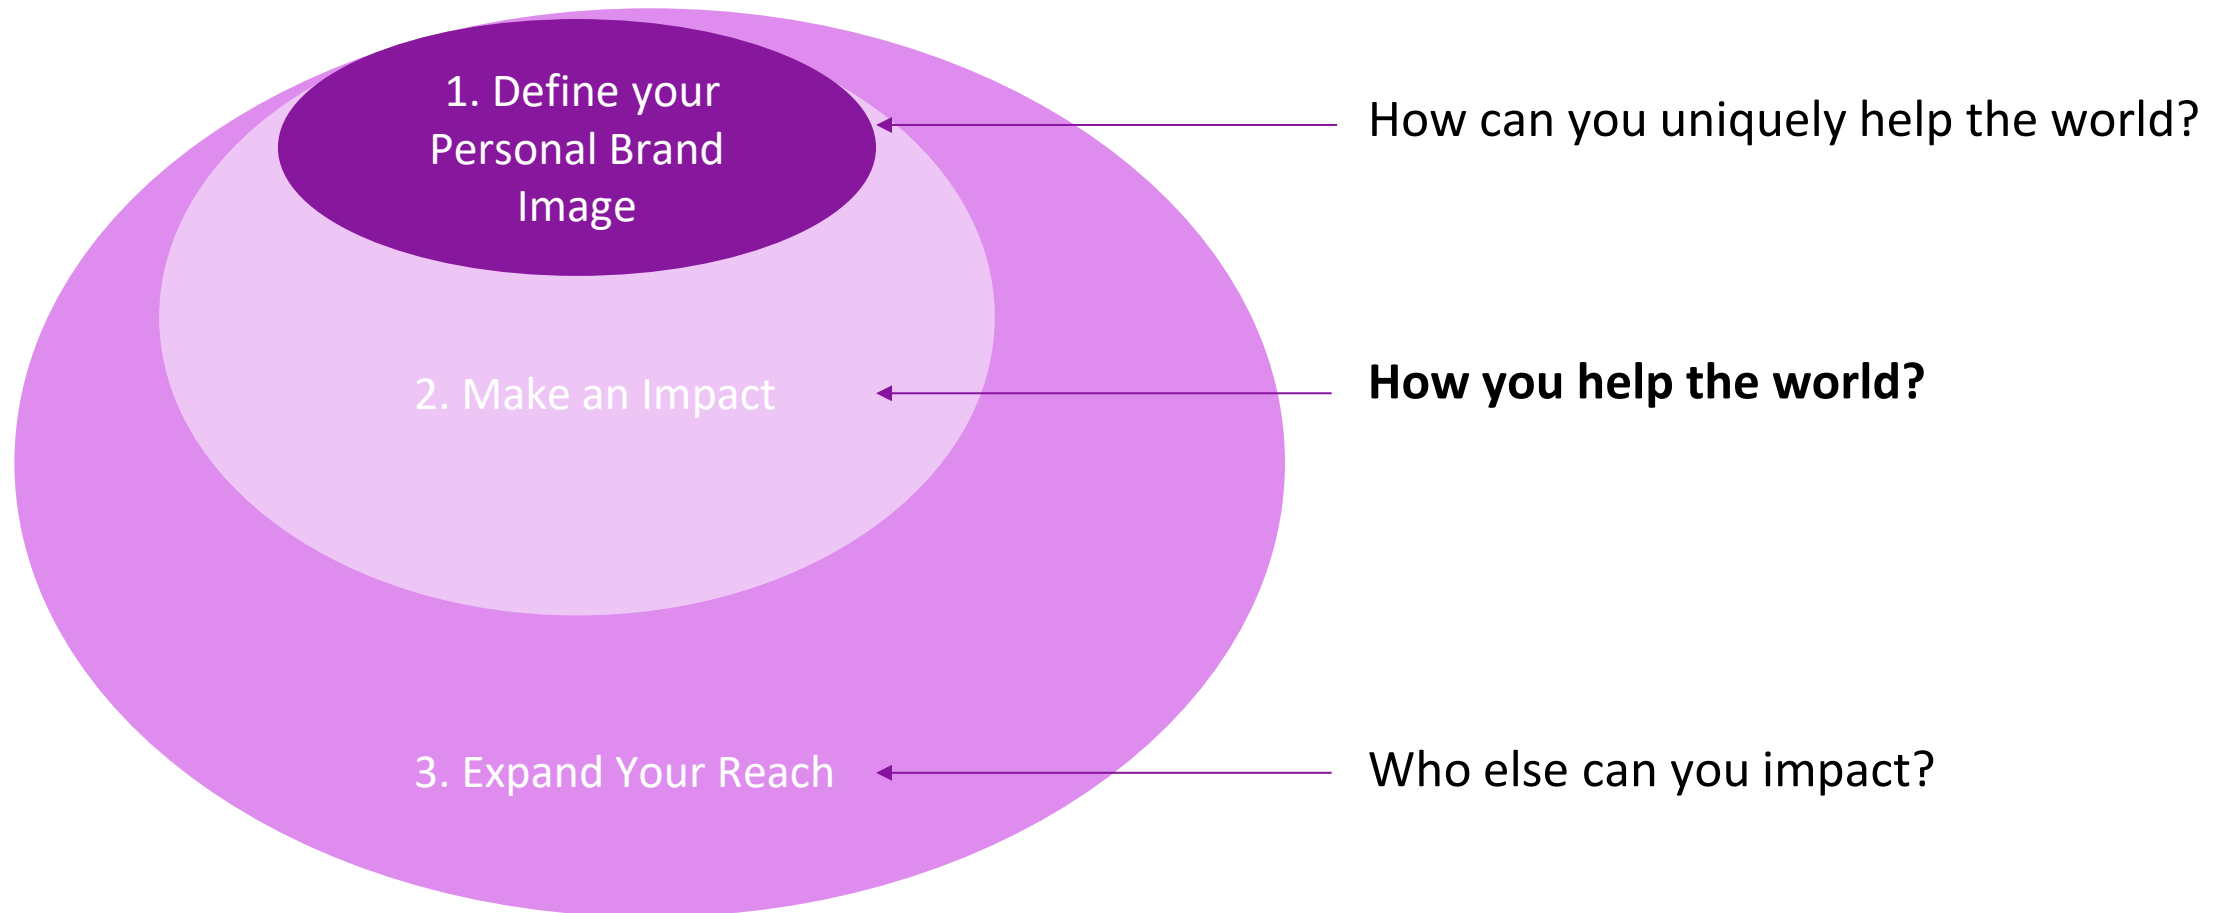 1. Define your
Personal Brand
Image
How can you uniquely help the world?
2. Make an Impact
How you help the world?
3. Expand Your Reach
Who else can you impact?